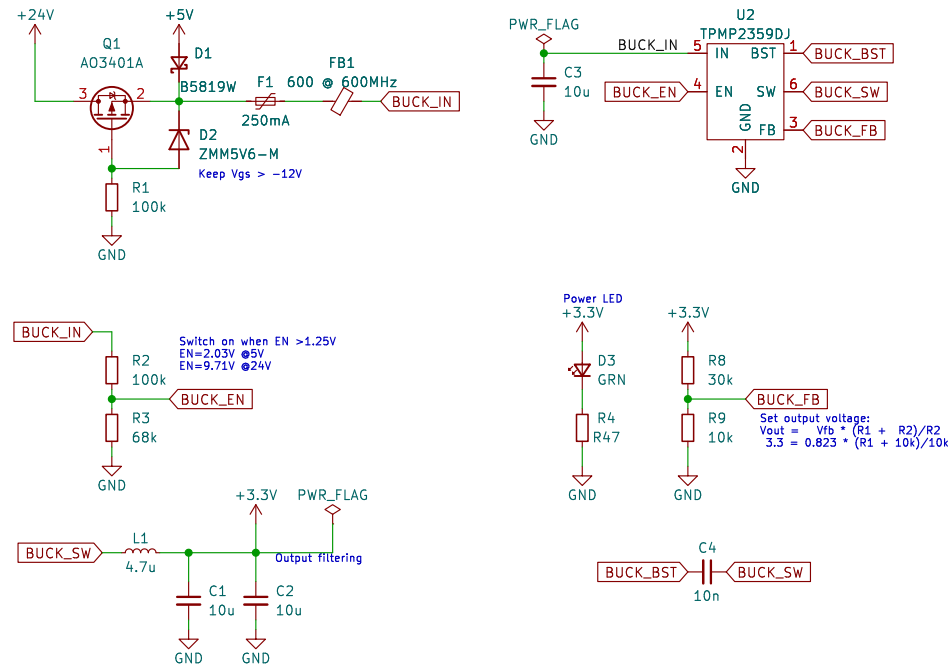 +24V
+5V
Q1
AO3401A
D1
B5819W
3
2
1
F1
250mA
FB1
600 @ 600MHz
BUCK_IN
D2
ZMM5V6-M
Keep Vgs > -12V
R1
100k
GND
PWR_FLAG
BUCK_IN
C3
10u
GND
U2
TPMP2359DJ
5
IN
BST
1
BUCK_BST
BUCK_EN
4
EN
SW
6
BUCK_SW
GND
FB
3
BUCK_FB
2
GND
BUCK_IN
R2
100k
Switch on when EN >1.25V
EN=2.03V @5V
EN=9.71V @24V
BUCK_EN
R3
68k
GND
Power LED
+3.3V
D3
GRN
R4
R47
GND
+3.3V
R8
30k
BUCK_FB
R9
10k
Set output voltage:
Vout = Vfb * (R1 + R2)/R2
3.3 = 0.823 * (R1 + 10k)/10k
GND
+3.3V
PWR_FLAG
BUCK_SW
L1
4.7u
Output filtering
C1
10u
C2
10u
GND
GND
C4
BUCK_BST
BUCK_SW
10n